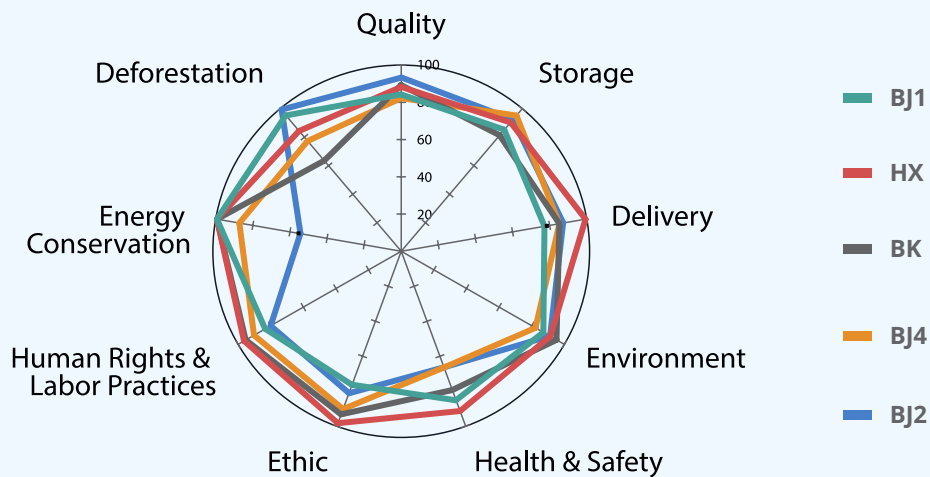 Quality
Deforestation
Storage
100
80
60
40
20
Energy
Conservation
Delivery
Human Rights &
Labor Practices
Environment
Ethic
Health & Safety
BJ1
HX
BK
BJ4
BJ2